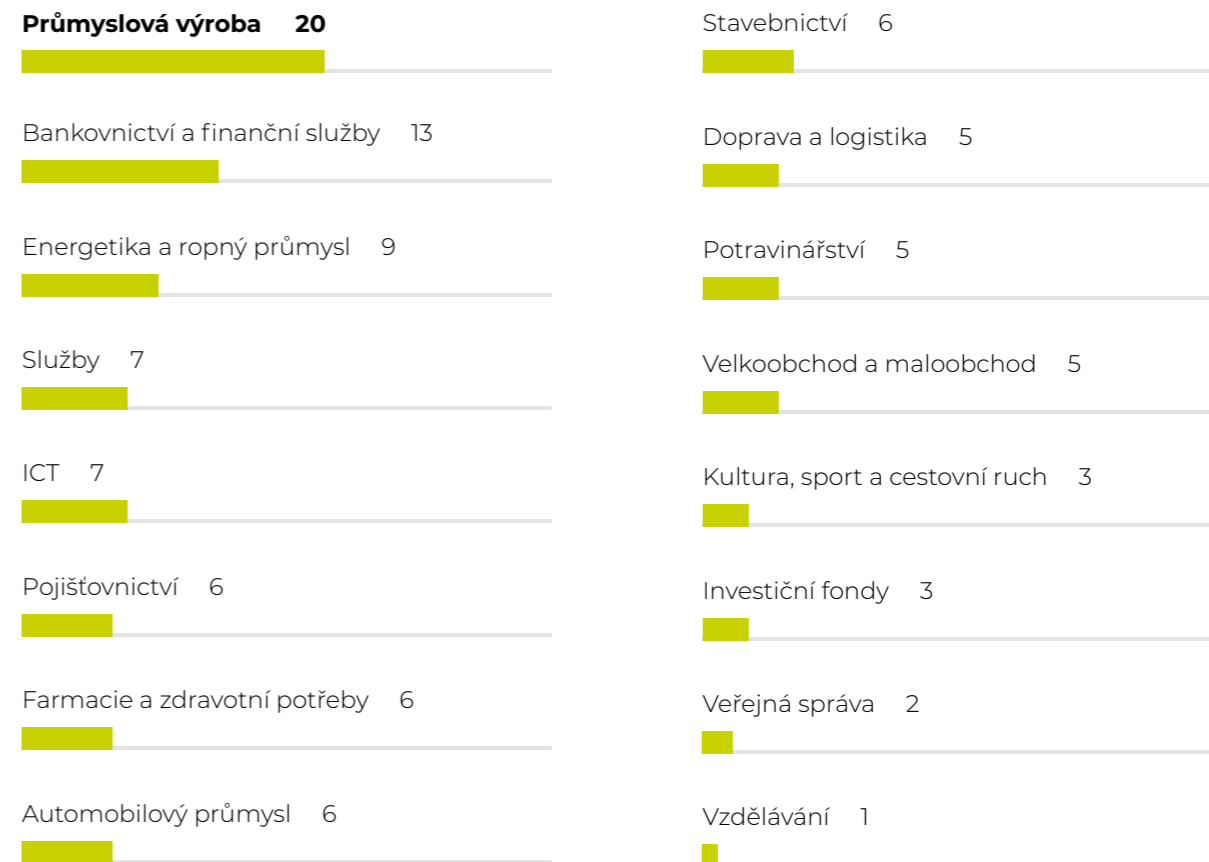 Průmyslová výroba 20
Bankovnictví a finanční služby 13
Energetika a ropný průmysl 9
Služby 7
ICT 7
Pojišťovnictví 6
Farmacie a zdravotní potřeby 6
Automobilový průmysl 6
Stavebnictví 6
Doprava a logistika 5
Potravinářství 5
Velkoobchod a maloobchod 5
Kultura, sport a cestovní ruch 3
Investiční fondy 3
Veřejná správa 2
Vzdělávání 1